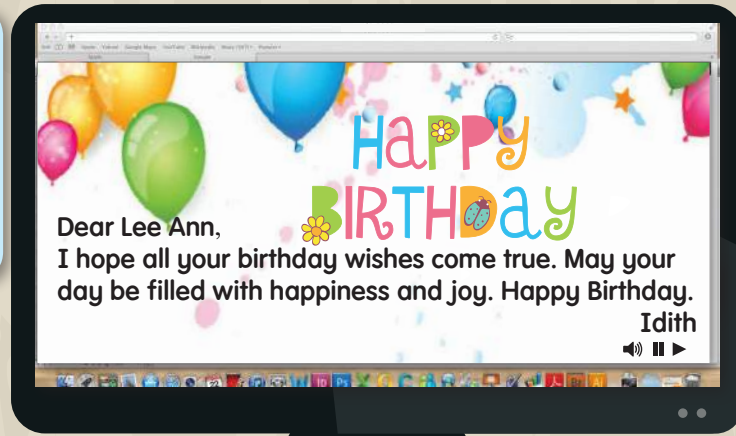 HAPPY
BIRTHDAY
Dear Lee Ann,
I hope all your birthday wishes come true. May your
day be filled with happiness and joy. Happy Birthday.
Idith